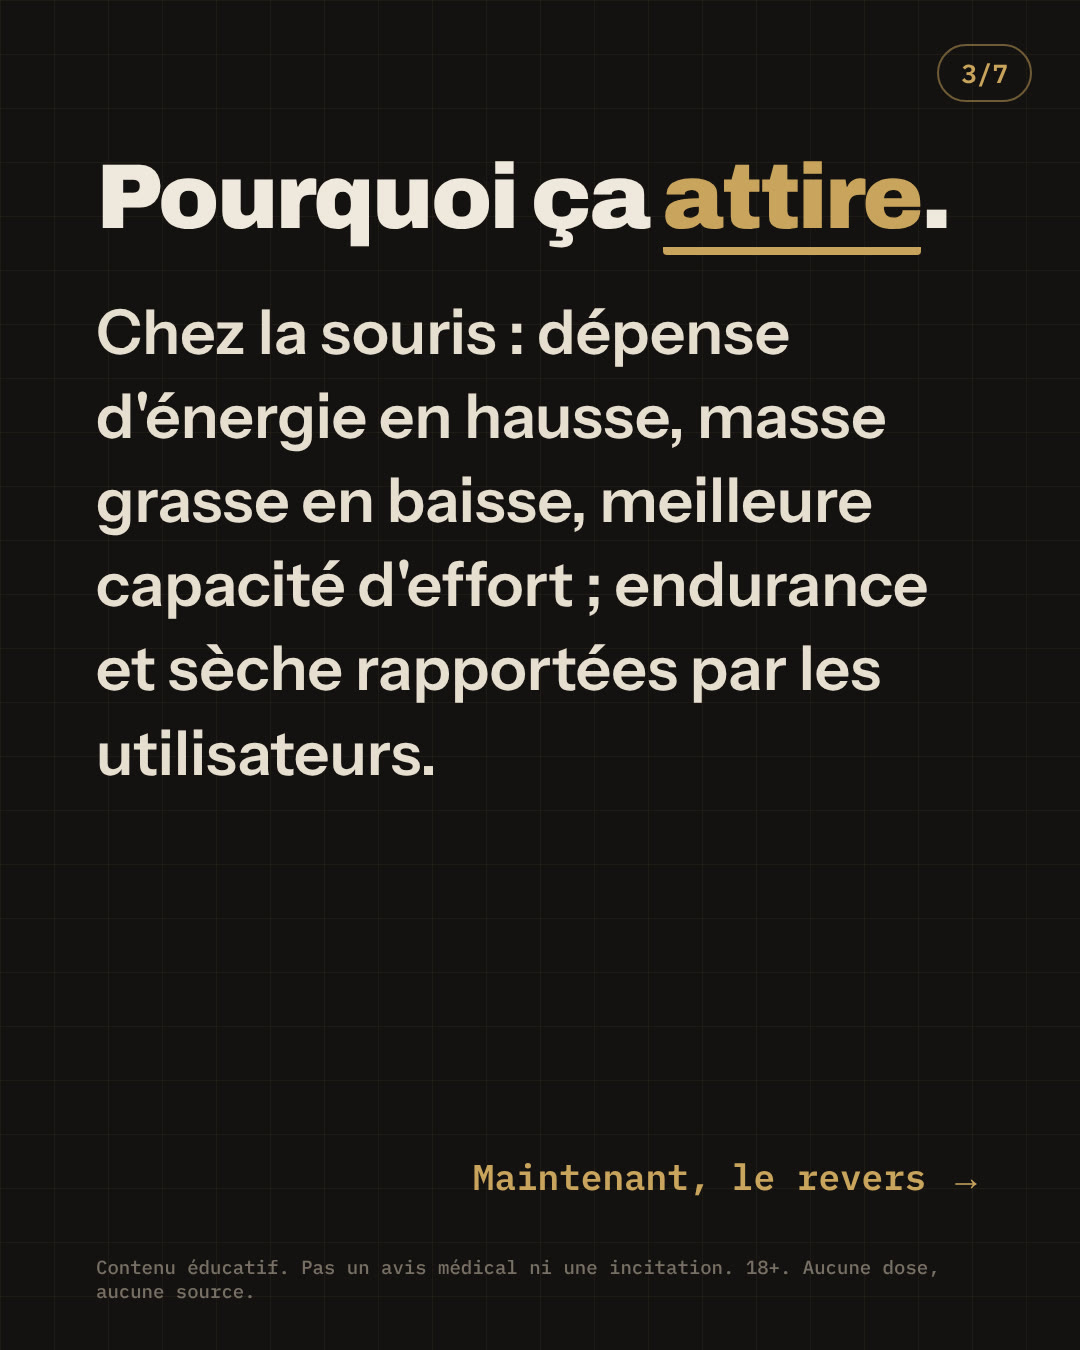 3/7
Pourquoi ça attire.
Chez la souris : dépense
d'énergie en hausse, masse
grasse en baisse, meilleure
capacité d'effort ; endurance
et sèche rapportées par les
utilisateurs.
Maintenant, le revers →
Contenu éducatif. Pas un avis médical ni une incitation. 18+. Aucune dose,
aucune source.